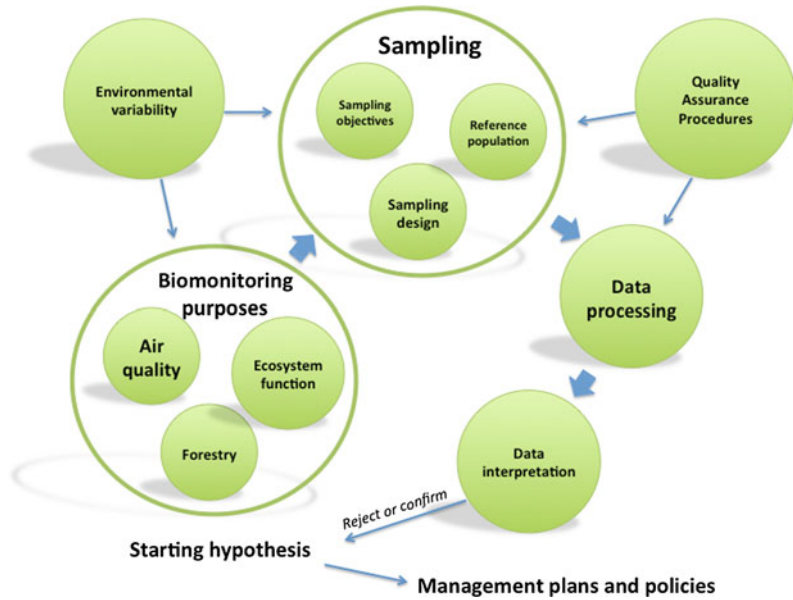 Sampling
Environmental
variability
Sampling
objectives
Reference
population
Sampling
design
Quality
Assurance
Procedures
Biomonitoring
purposes
Air
quality
Ecosystem
function
Forestry
Data
processing
Data
interpretation
Reject or confirm
Starting hypothesis
Management plans and policies